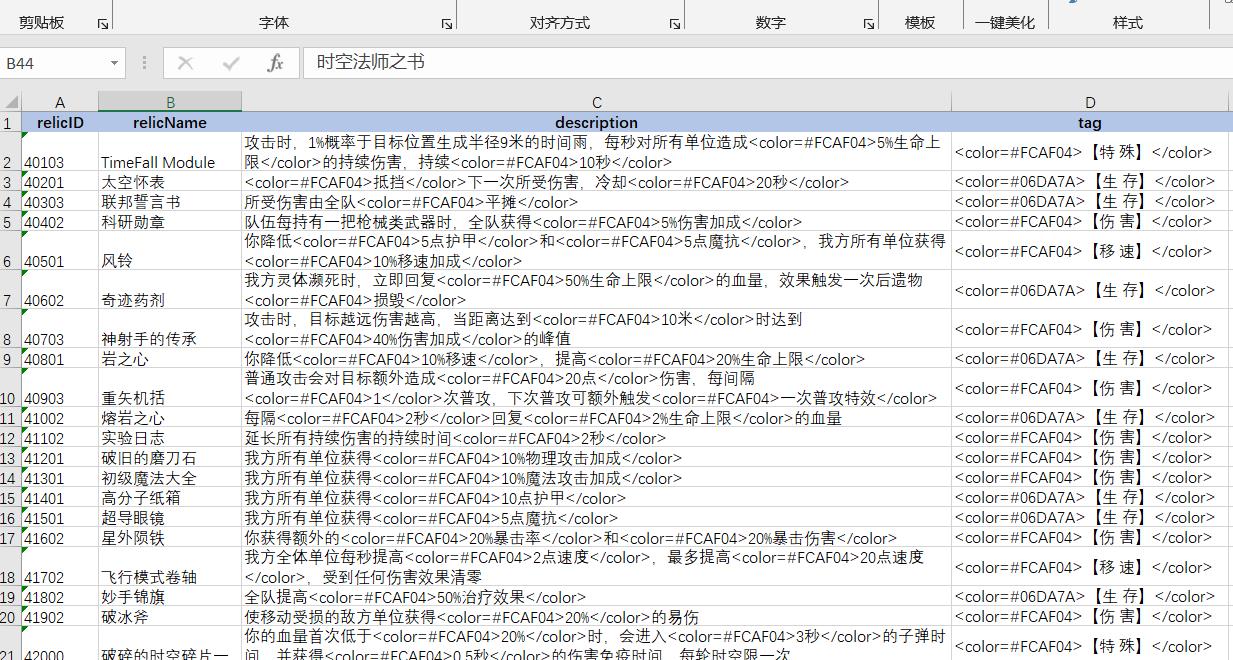 剪贴板 字体 对齐方式 数字 模板 一键美化 样式
B44 fx 时空法师之书
A B C D
1 relicID relicName description tag
攻击时，1%概率于目标位置生成半径9米的时间雨，每秒对所有单位造成<color=#FCAF04>5%生命上
2 40103 TimeFall Module 限</color>的持续伤害，持续<color=#FCAF04>10秒</color> <color=#FCAF04>【特 殊】</color>
3 40201 太空怀表 <color=#FCAF04>抵挡</color>下一次所受伤害，冷却<color=#FCAF04>20秒</color> <color=#06DA7A>【生 存】</color>
4 40303 联邦誓言书 所受伤害由全队<color=#FCAF04>平摊</color> <color=#06DA7A>【生 存】</color>
5 40402 科研勋章 队伍每持有一把枪械类武器时，全队获得<color=#FCAF04>5%伤害加成</color> <color=#FCAF04>【伤 害】</color>
你降低<color=#FCAF04>5点护甲</color>和<color=#FCAF04>5点魔抗</color>，我方所有单位获得
6 40501 风铃 <color=#FCAF04>10%移速加成</color> <color=#FCAF04>【移 速】</color>
我方灵体濒死时，立即回复<color=#FCAF04>50%生命上限</color>的血量，效果触发一次后遗物
7 40602 奇迹药剂 <color=#FCAF04>损毁</color> <color=#06DA7A>【生 存】</color>
攻击时，目标越远伤害越高，当距离达到<color=#FCAF04>10米</color>时达到
8 40703 神射手的传承 <color=#FCAF04>40%伤害加成</color>的峰值 <color=#FCAF04>【伤 害】</color>
9 40801 岩之心 你降低<color=#FCAF04>10%移速</color>，提高<color=#FCAF04>20%生命上限</color> <color=#06DA7A>【生 存】</color>
普通攻击会对目标额外造成<color=#FCAF04>20点</color>伤害，每间隔
10 40903 重矢机括 <color=#FCAF04>1</color>次普攻，下次普攻可额外触发<color=#FCAF04>一次普攻特效</color> <color=#FCAF04>【伤 害】</color>
11 41002 熔岩之心 每隔<color=#FCAF04>2秒</color>回复<color=#FCAF04>2%生命上限</color>的血量 <color=#06DA7A>【生 存】</color>
12 41102 实验日志 延长所有持续伤害的持续时间<color=#FCAF04>2秒</color> <color=#FCAF04>【伤 害】</color>
13 41201 破旧的磨刀石 我方所有单位获得<color=#FCAF04>10%物理攻击加成</color> <color=#FCAF04>【伤 害】</color>
14 41301 初级魔法大全 我方所有单位获得<color=#FCAF04>10%魔法攻击加成</color> <color=#FCAF04>【伤 害】</color>
15 41401 高分子纸箱 我方所有单位获得<color=#FCAF04>10点护甲</color> <color=#06DA7A>【生 存】</color>
16 41501 超导眼镜 我方所有单位获得<color=#FCAF04>5点魔抗</color> <color=#06DA7A>【生 存】</color>
17 41602 星外陨铁 你获得额外的<color=#FCAF04>20%暴击率</color>和<color=#FCAF04>20%暴击伤害</color> <color=#FCAF04>【伤 害】</color>
我方全体单位每秒提高<color=#FCAF04>2点速度</color>，最多提高<color=#FCAF04>20点速度
18 41702 飞行模式卷轴 </color>，受到任何伤害效果清零 <color=#FCAF04>【移 速】</color>
19 41802 妙手锦旗 全队提高<color=#FCAF04>50%治疗效果</color> <color=#06DA7A>【生 存】</color>
20 41902 破冰斧 使移动受损的敌方单位获得<color=#FCAF04>20%</color>的易伤 <color=#FCAF04>【伤 害】</color>
你的血量首次低于<color=#FCAF04>20%</color>时，会进入<color=#FCAF04>3秒</color>的子弹时
21 42000 破碎的时空碎片一 间，并获得<color=#FCAF04>0.5秒</color>的伤害免疫时间，每轮时空限一次 <color=#FCAF04>【特 殊】</color>